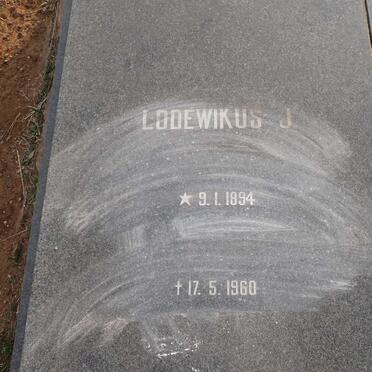 LODEWIKUS J
★ 9. 1. 1894
† 17. 5. 1960